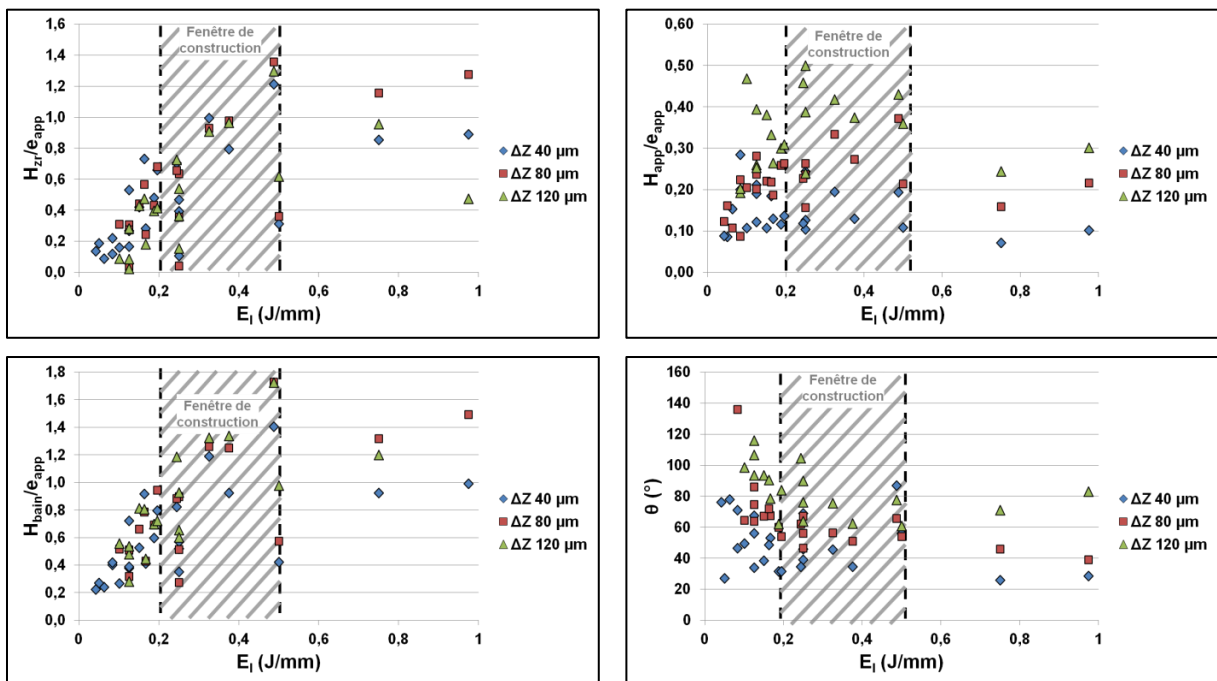 1,6
1,4
1,2
1,0
0,8
0,6
0,4
0,2
0,0
H_zr/e_app
Fenêtre de
construction
0 0,2 0,4 0,6 0,8 1
E_l (J/mm)
ΔZ 40 µm
ΔZ 80 µm
ΔZ 120 µm
0,60
0,50
0,40
0,30
0,20
0,10
0,00
H_app/e_app
Fenêtre de
construction
0 0,2 0,4 0,6 0,8 1
E_l (J/mm)
ΔZ 40 µm
ΔZ 80 µm
ΔZ 120 µm
1,8
1,6
1,4
1,2
1,0
0,8
0,6
0,4
0,2
0,0
H_bain/e_app
Fenêtre de
construction
0 0,2 0,4 0,6 0,8 1
E_l (J/mm)
ΔZ 40 µm
ΔZ 80 µm
ΔZ 120 µm
160
140
120
100
80
60
40
20
0
θ (°)
Fenêtre de
construction
0 0,2 0,4 0,6 0,8 1
E_l (J/mm)
ΔZ 40 µm
ΔZ 80 µm
ΔZ 120 µm